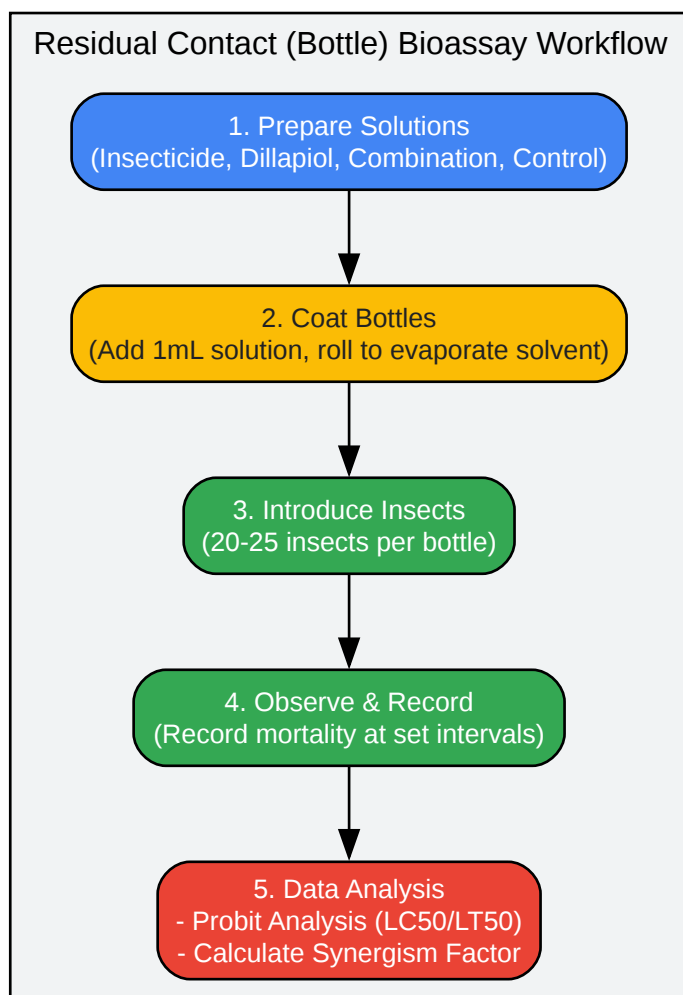 Residual Contact (Bottle) Bioassay Workflow
1. Prepare Solutions
(Insecticide, Dillapiol, Combination, Control)
2. Coat Bottles
(Add 1mL solution, roll to evaporate solvent)
3. Introduce Insects
(20-25 insects per bottle)
4. Observe & Record
(Record mortality at set intervals)
5. Data Analysis
- Probit Analysis (LC50/LT50)
- Calculate Synergism Factor